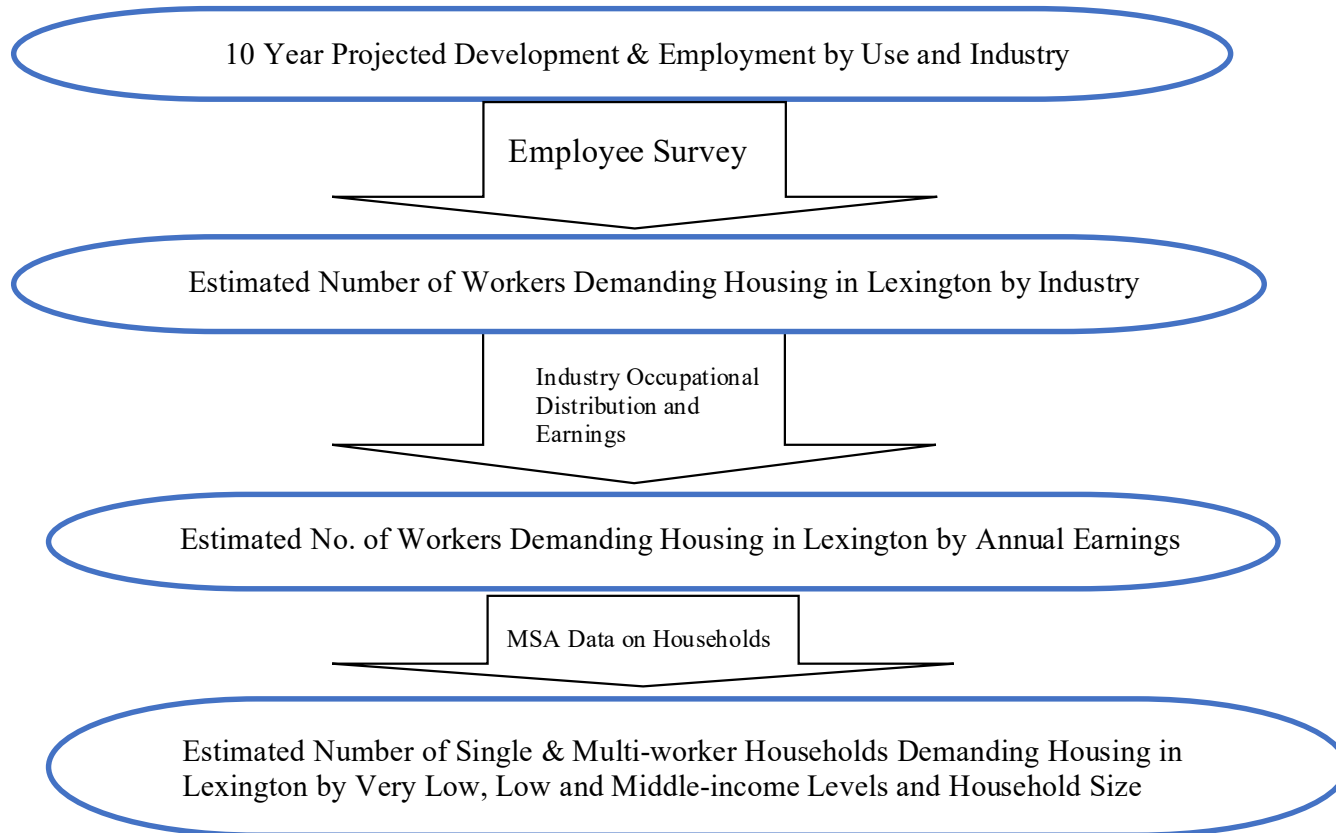 10 Year Projected Development & Employment by Use and Industry
Employee Survey
Estimated Number of Workers Demanding Housing in Lexington by Industry
Industry Occupational
Distribution and
Earnings
Estimated No. of Workers Demanding Housing in Lexington by Annual Earnings
MSA Data on Households
Estimated Number of Single & Multi-worker Households Demanding Housing in
Lexington by Very Low, Low and Middle-income Levels and Household Size